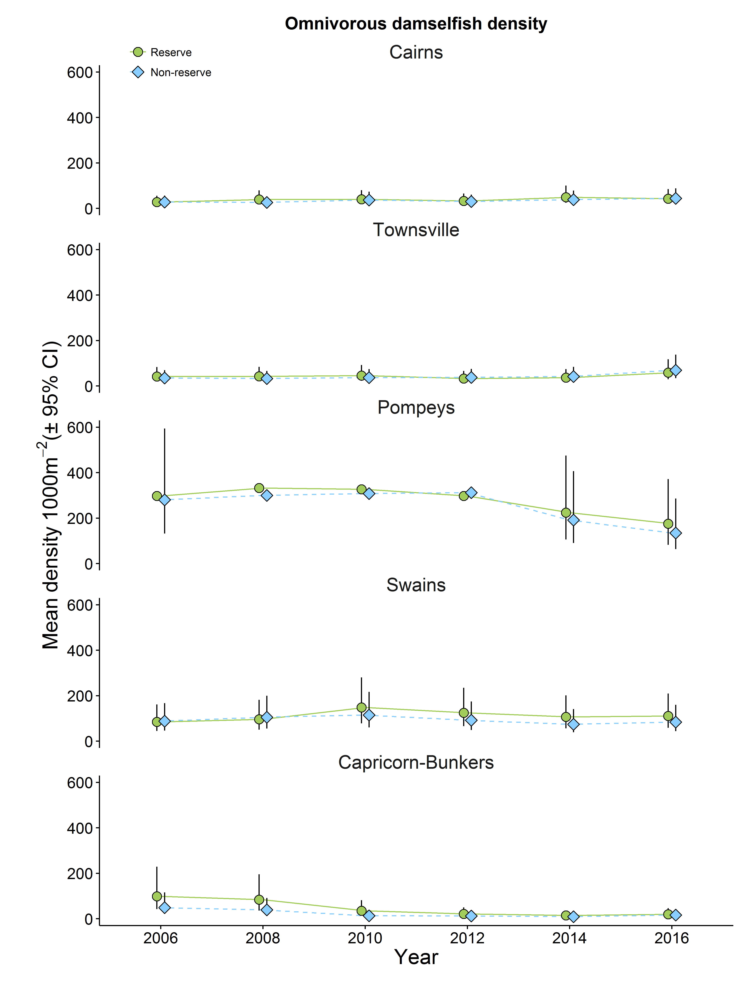 Omnivorous damselfish density
Cairns
Reserve
Non-reserve
600
400
200
0
Townsville
600
400
200
0
Pompeys
600
400
200
0
Swains
600
400
200
0
Capricorn-Bunkers
600
400
200
0
Mean density 1000m⁻²(± 95% CI)
2006 2008 2010 2012 2014 2016
Year